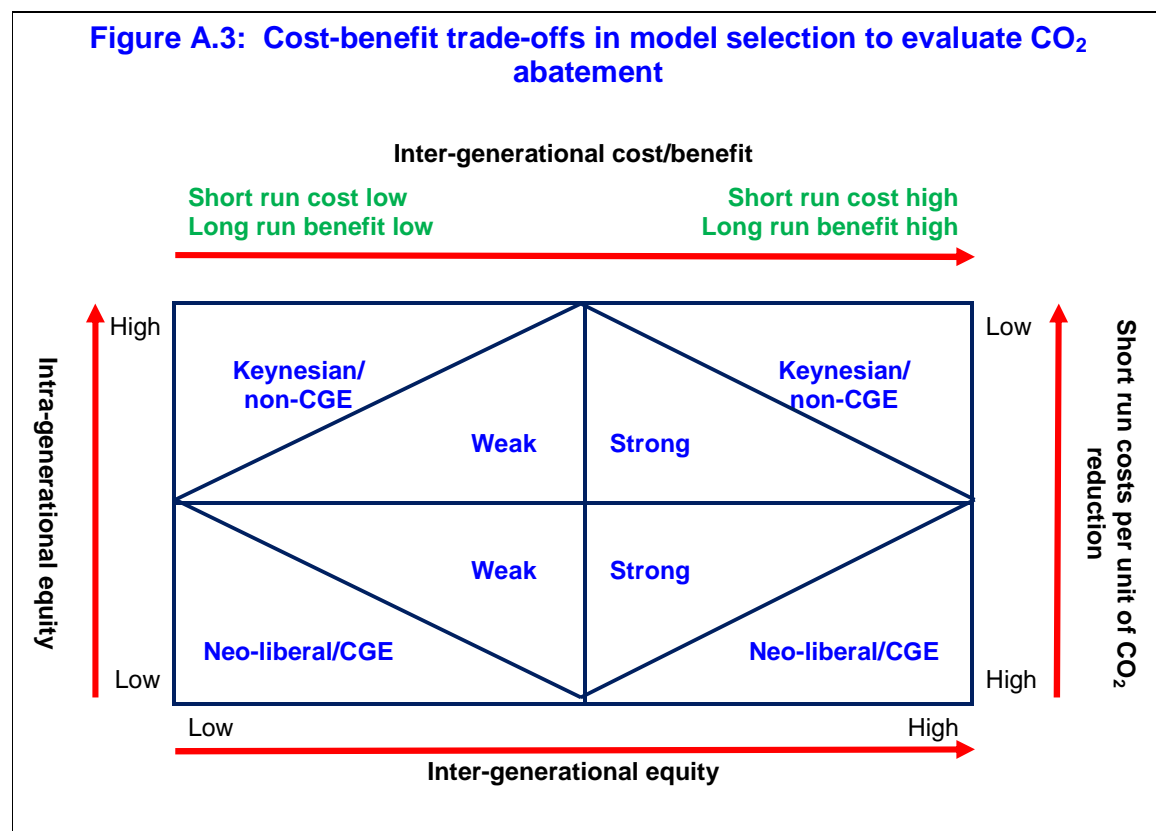 Figure A.3: Cost-benefit trade-offs in model selection to evaluate CO₂
abatement
Inter-generational cost/benefit
Short run cost low
Long run benefit low
Short run cost high
Long run benefit high
High
Low
Intra-generational equity
Keynesian/
non-CGE
Keynesian/
non-CGE
Weak
Strong
Weak
Strong
Neo-liberal/CGE
Neo-liberal/CGE
Low
High
Short run costs per unit of CO₂
reduction
Low
High
Inter-generational equity